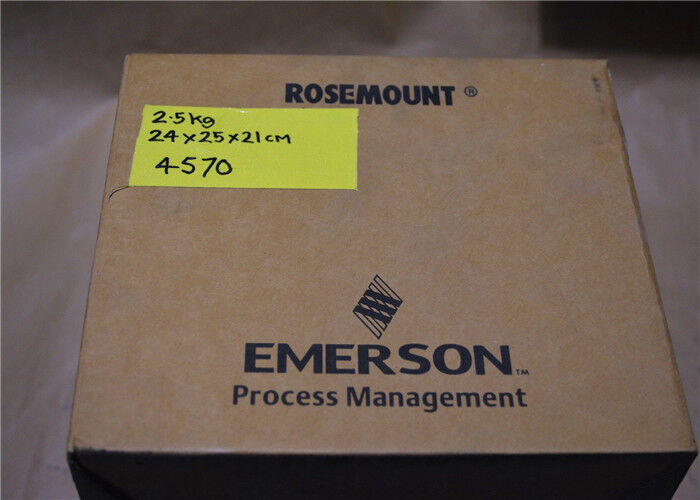 ROSEMOUNT ®
2.5kg
24x25x21cm
4570
EMERSON™
Process Management